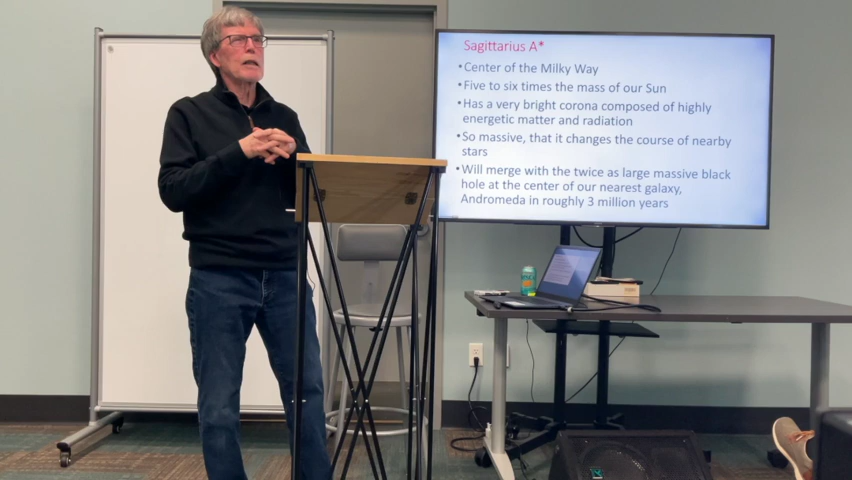 Sagittarius A*
•Center of the Milky Way
•Five to six times the mass of our Sun
•Has a very bright corona composed of highly
energetic matter and radiation
•So massive, that it changes the course of nearby
stars
•Will merge with the twice as large massive black
hole at the center of our nearest galaxy,
Andromeda in roughly 3 million years